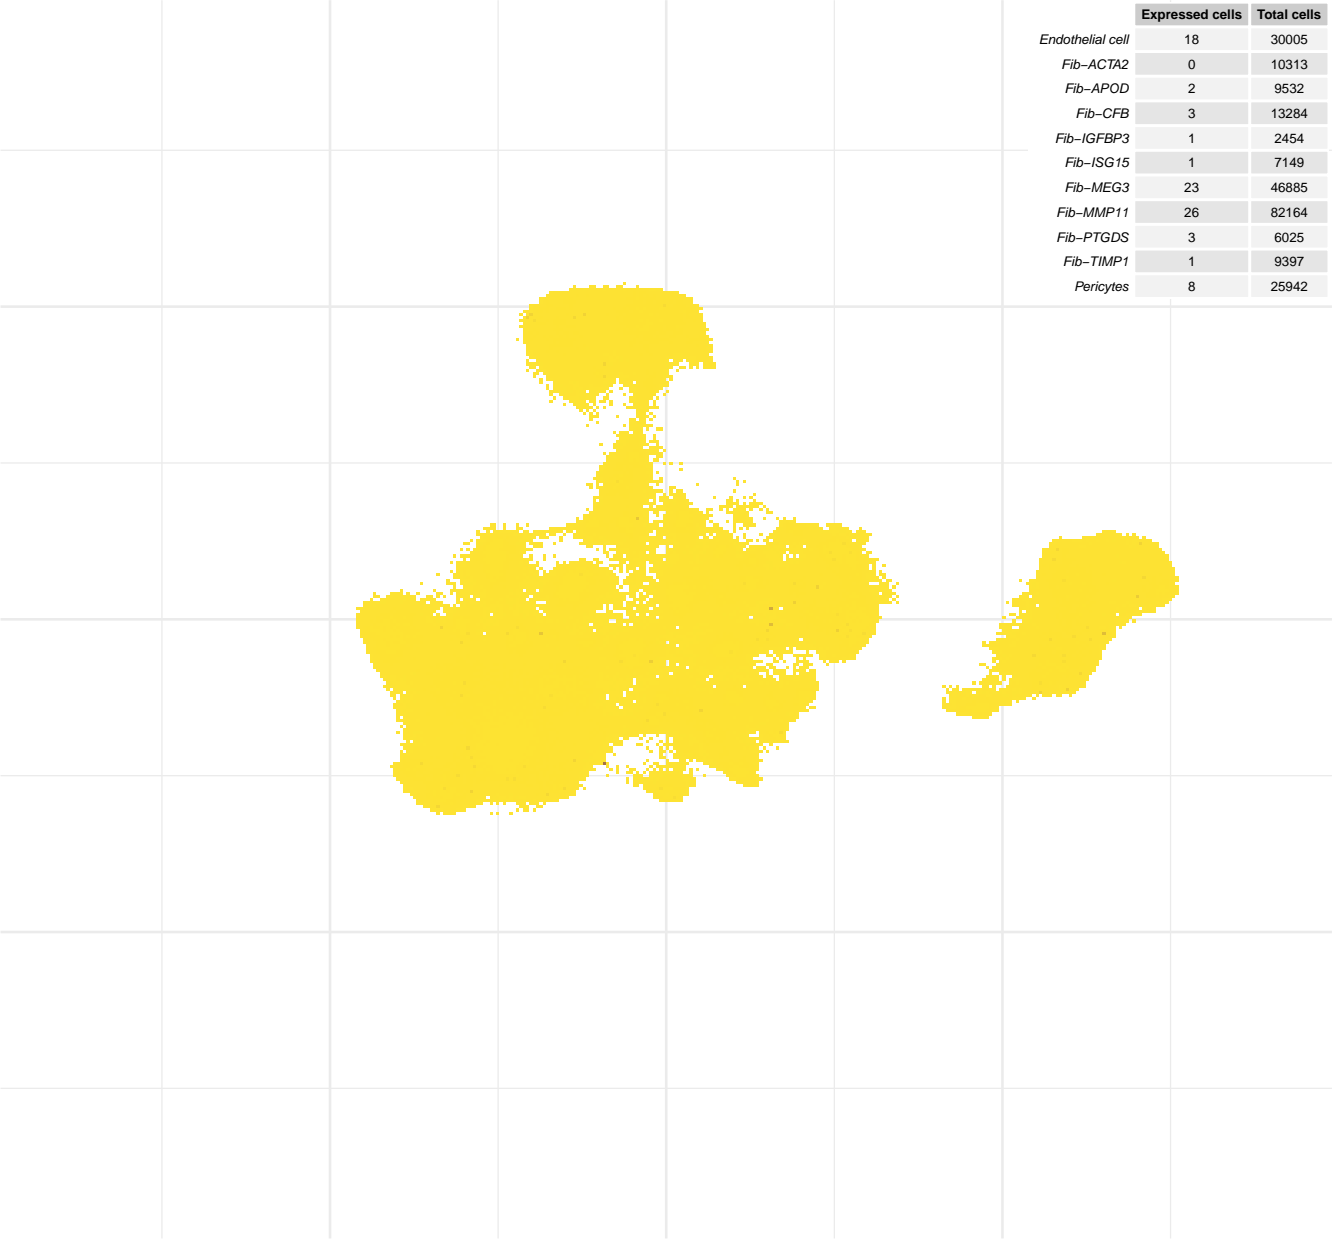 Expressed cells Total cells
Endothelial cell 18 30005
Fib−ACTA2 0 10313
Fib−APOD 2 9532
Fib−CFB 3 13284
Fib−IGFBP3 1 2454
Fib−ISG15 1 7149
Fib−MEG3 23 46885
Fib−MMP11 26 82164
Fib−PTGDS 3 6025
Fib−TIMP1 1 9397
Pericytes 8 25942